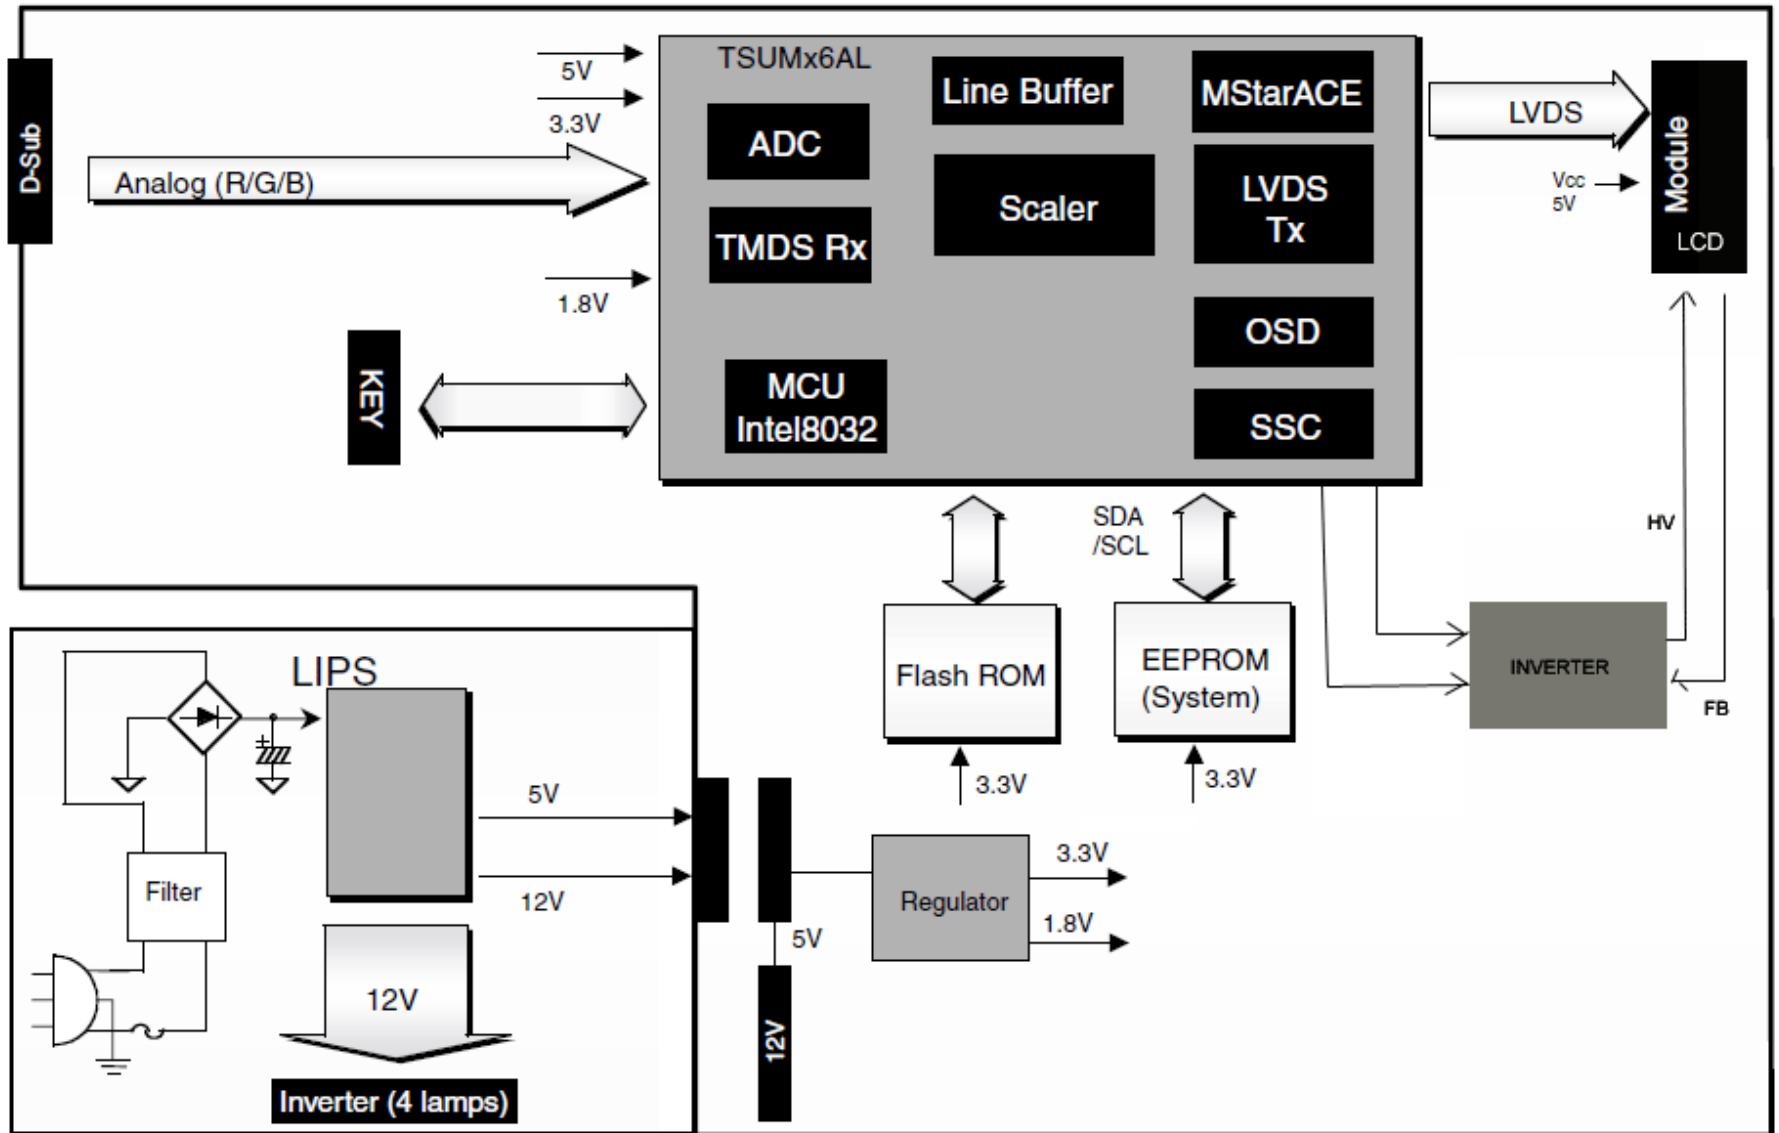 TSUMx6AL
5V
3.3V
D-Sub
Analog (R/G/B)
1.8V
KEY
ADC
TMDS Rx
MCU
Intel8032
Line Buffer
Scaler
MStarACE
LVDS
Tx
OSD
SSC
LVDS
Vcc
5V
Module
LCD
SDA
/SCL
HV
FB
INVERTER
Flash ROM
EEPROM
(System)
3.3V
3.3V
LIPS
5V
12V
Filter
12V
Inverter (4 lamps)
5V
12V
Regulator
3.3V
1.8V
+